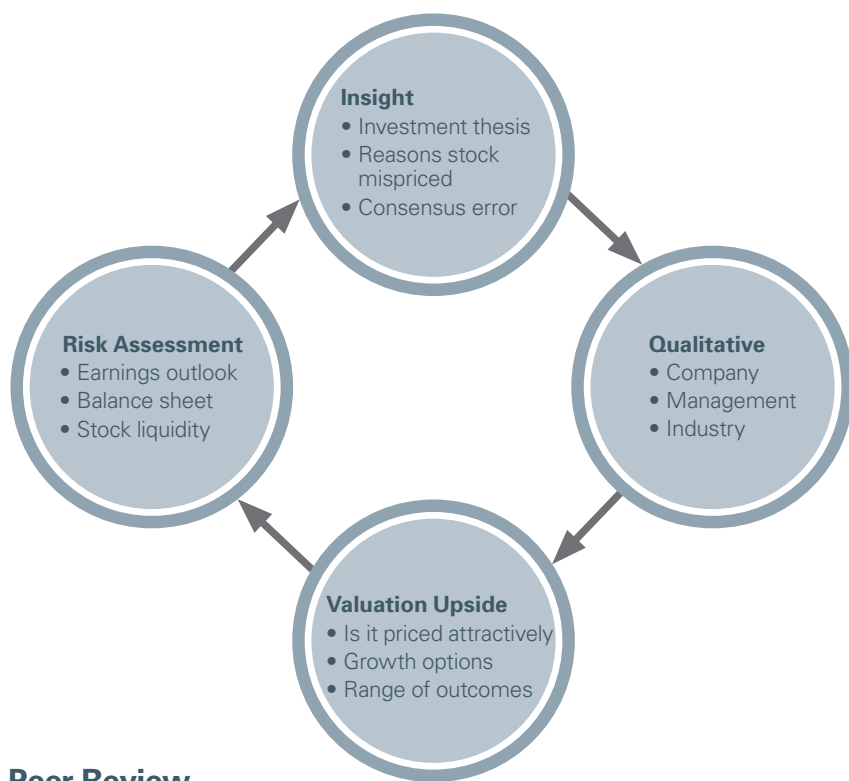 Insight
• Investment thesis
• Reasons stock
mispriced
• Consensus error
Risk Assessment
• Earnings outlook
• Balance sheet
• Stock liquidity
Qualitative
• Company
• Management
• Industry
Valuation Upside
• Is it priced attractively
• Growth options
• Range of outcomes
Peer Review